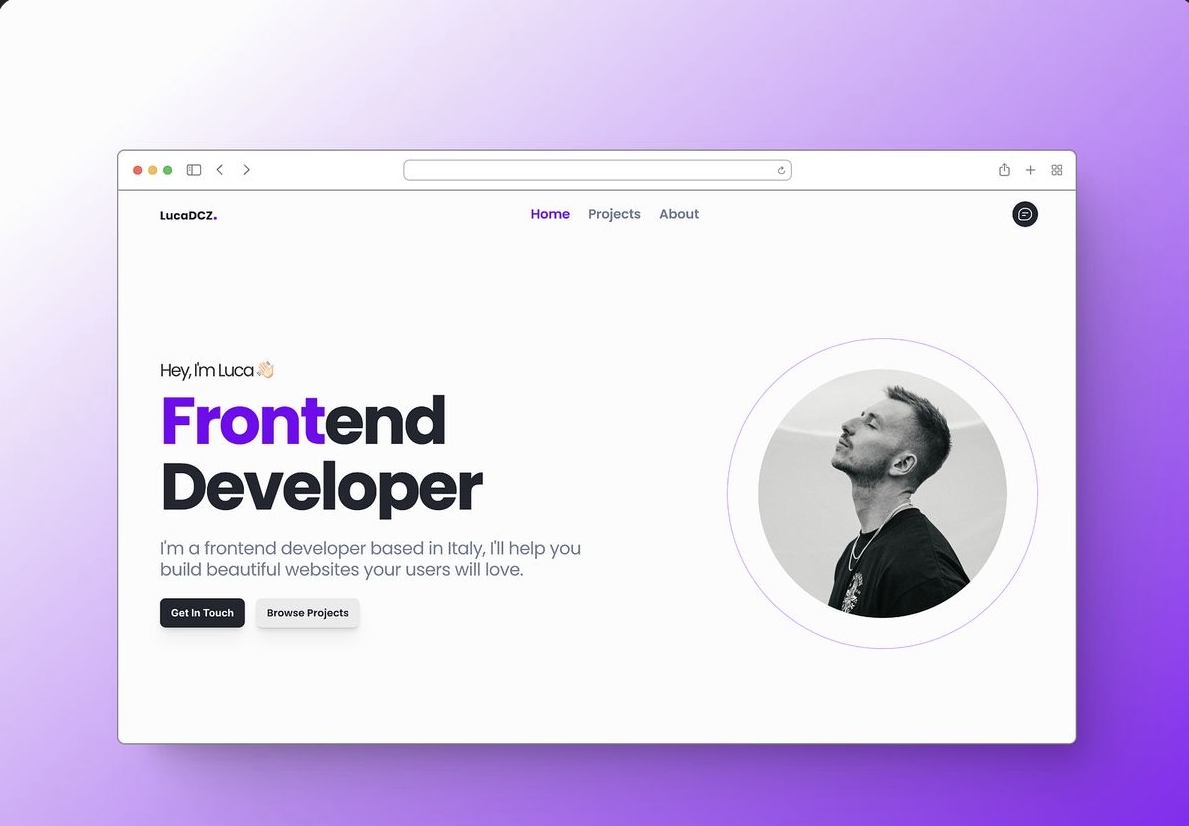 LucaDCZ.
Home Projects About
Hey, I'm Luca 👋🏻
Frontend
Developer
I'm a frontend developer based in Italy, I'll help you
build beautiful websites your users will love.
Get In Touch Browse Projects